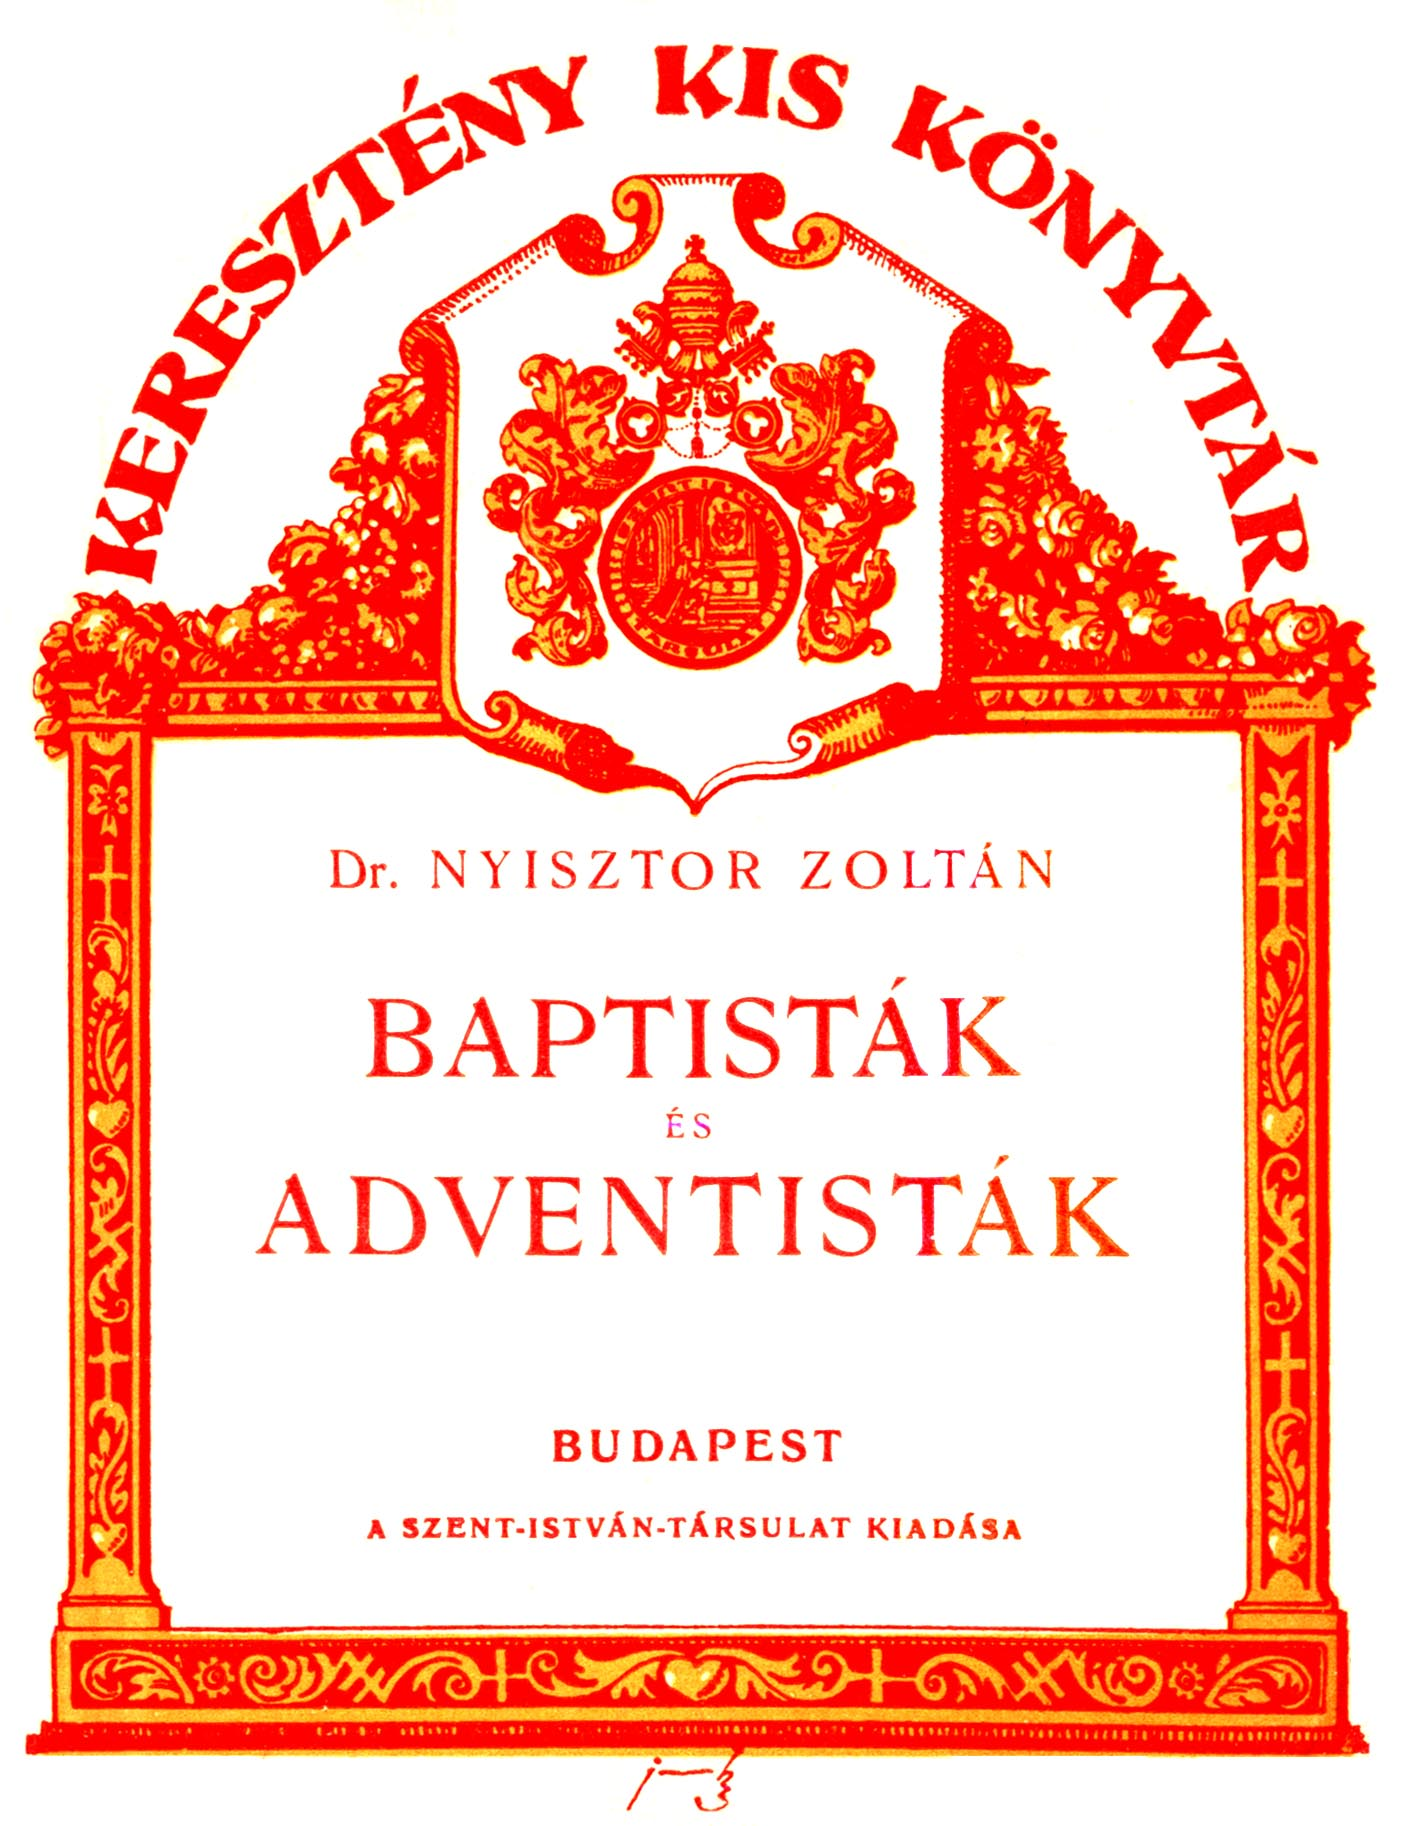 KERESZTÉNY KIS KÖNYVTÁR
Dr. NYISZTOR ZOLTÁN
BAPTISTÁK
ÉS
ADVENTISTÁK
BUDAPEST
A SZENT-ISTVÁN-TÁRSULAT KIADÁSA